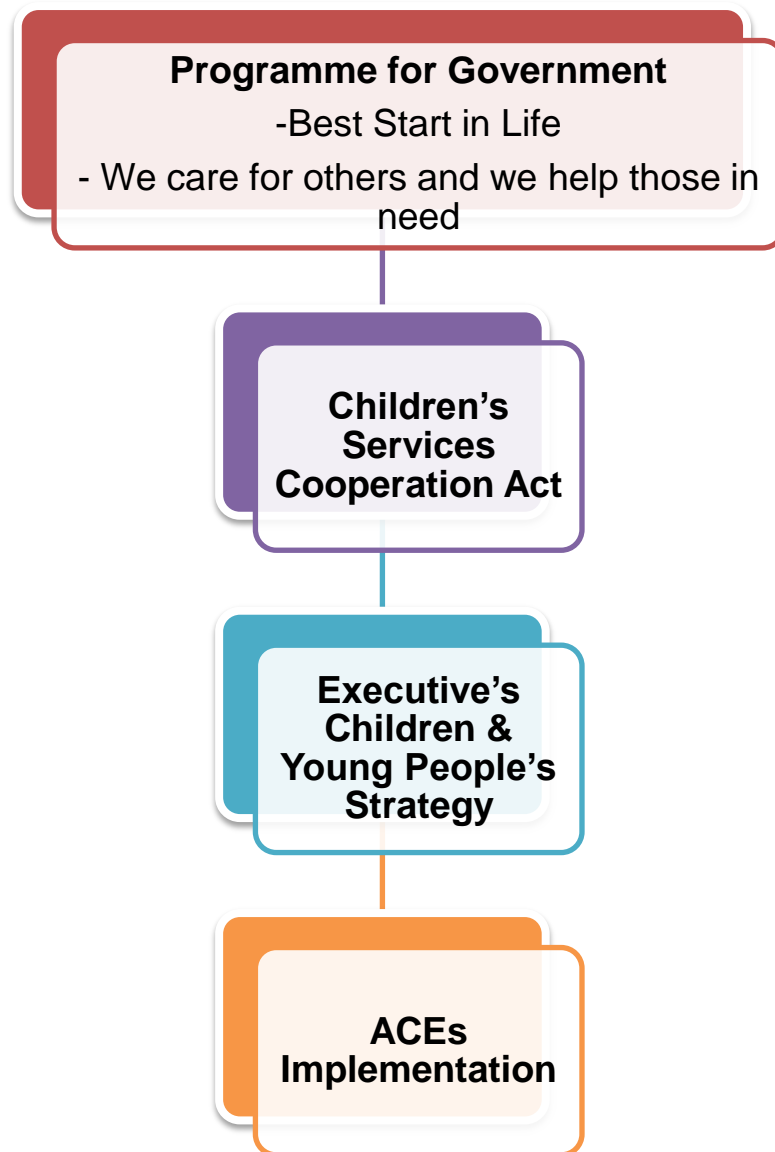 Programme for Government
-Best Start in Life
- We care for others and we help those in
need
Children’s
Services
Cooperation Act
Executive’s
Children &
Young People’s
Strategy
ACEs
Implementation